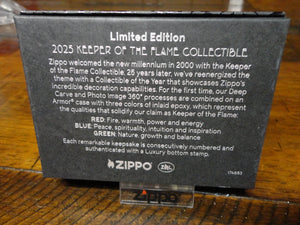 Limited Edition
2025 KEEPER OF THE FLAME COLLECTIBLE
Zippo welcomed the new millennium in 2000 with the Keeper
of the Flame Collectible. 25 years later, we've reenergized the
theme with a Collectible of the Year that showcases Zippo's
incredible decoration capabilities. For the first time, our Deep
Carve and Photo Image 360° processes are combined on an
Armor® case with three colors of inlaid epoxy, which represent
the qualities that solidify our claim as Keeper of the Flame:
RED: Fire, warmth, power, and energy
BLUE: Peace, spirituality, intuition and inspiration
GREEN: Nature, growth and balance
Each remarkable keepsake is consecutively numbered and
authenticated with a Luxury bottom stamp.
ZIPPO
Zippo